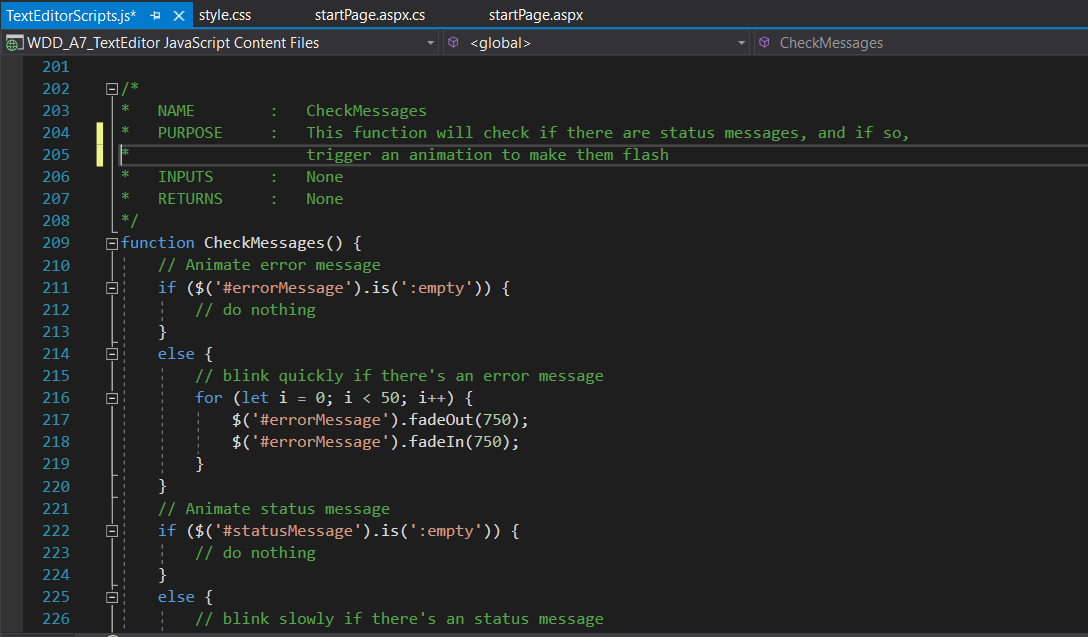 TextEditorScripts.js* style.css startPage.aspx.cs startPage.aspx
WDD_A7_TextEditor JavaScript Content Files <global> CheckMessages
201
202 /*
203 * NAME : CheckMessages
204 * PURPOSE : This function will check if there are status messages, and if so,
205 * trigger an animation to make them flash
206 * INPUTS : None
207 * RETURNS : None
208 */
209 function CheckMessages() {
210 // Animate error message
211 if ($('#errorMessage').is(':empty')) {
212 // do nothing
213 }
214 else {
215 // blink quickly if there's an error message
216 for (let i = 0; i < 50; i++) {
217 $('#errorMessage').fadeOut(750);
218 $('#errorMessage').fadeIn(750);
219 }
220 }
221 // Animate status message
222 if ($('#statusMessage').is(':empty')) {
223 // do nothing
224 }
225 else {
226 // blink slowly if there's an status message